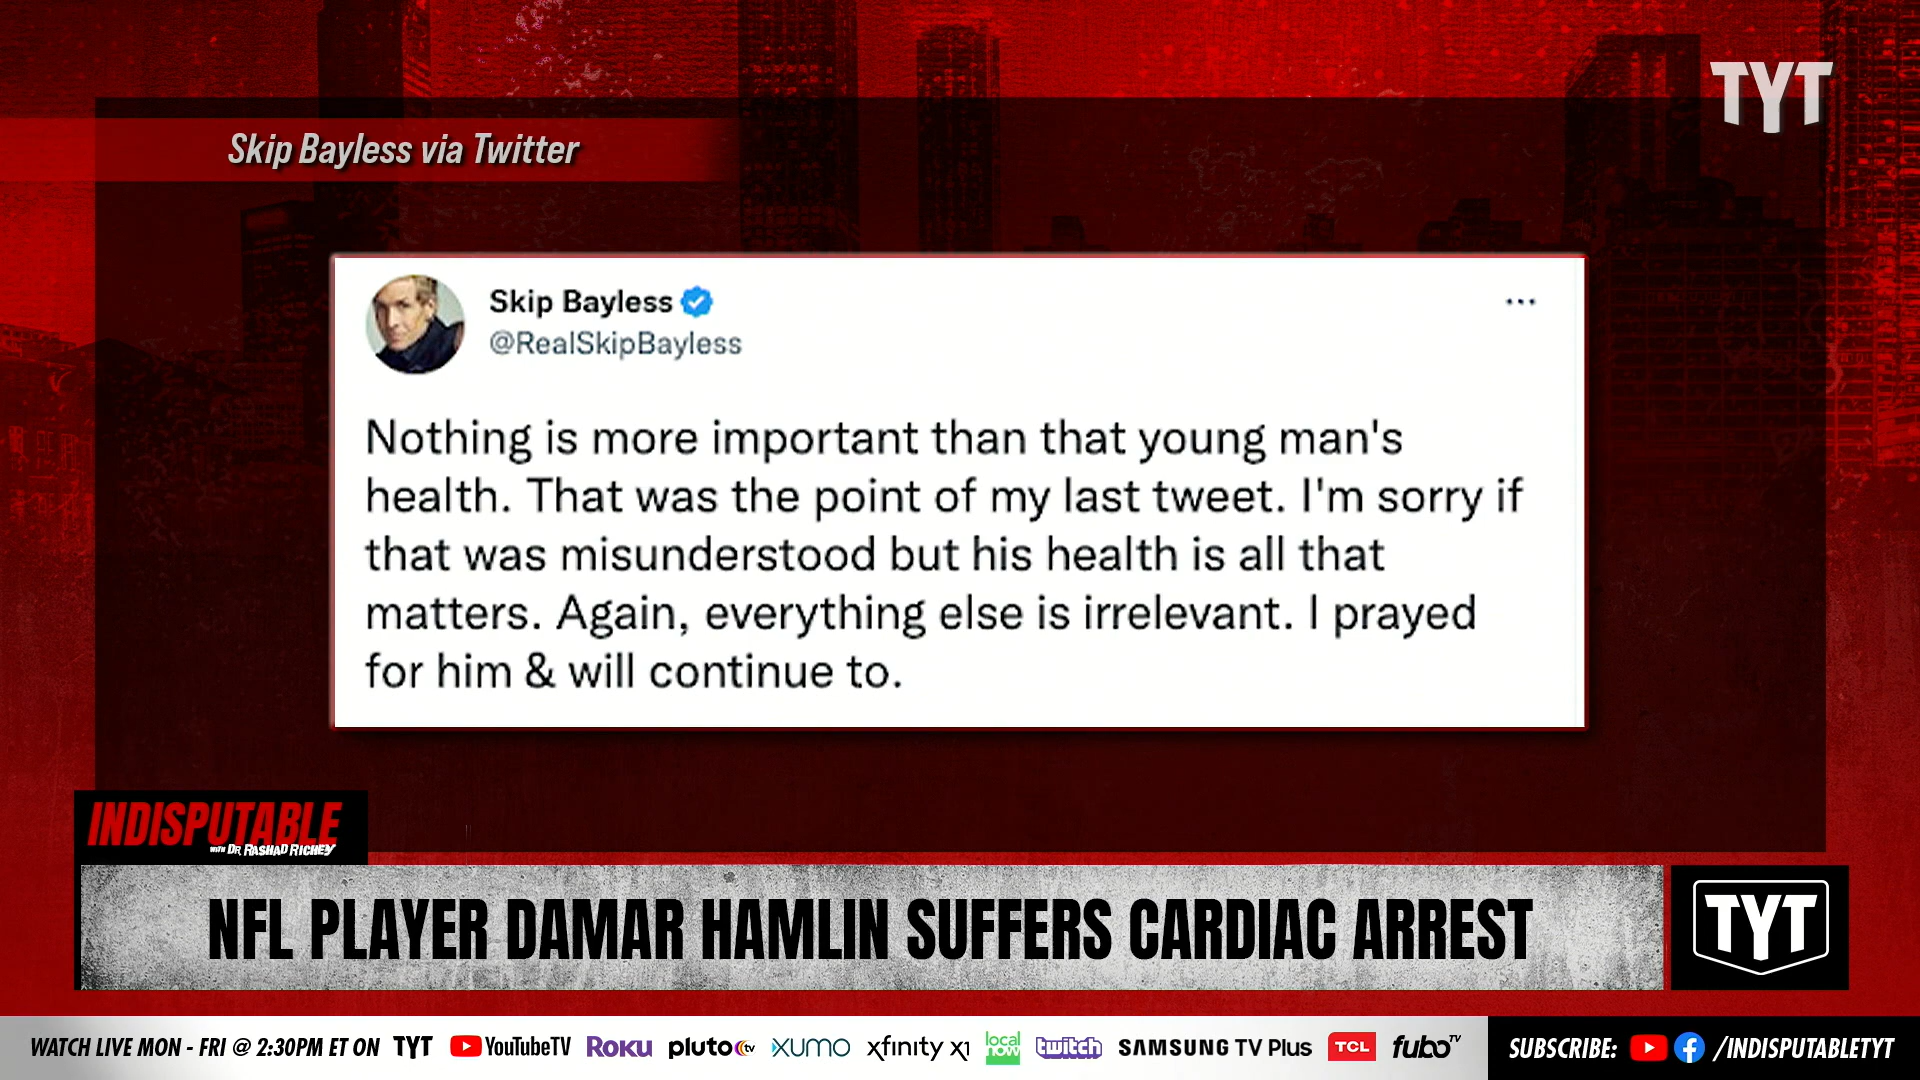 TYT
Skip Bayless via Twitter
Skip Bayless
@RealSkipBayless
Nothing is more important than that young man's
health. That was the point of my last tweet. I'm sorry if
that was misunderstood but his health is all that
matters. Again, everything else is irrelevant. I prayed
for him & will continue to.
INDISPUTABLE
WITH DR RASHAD RICHEY
NFL PLAYER DAMAR HAMLIN SUFFERS CARDIAC ARREST
TYT
WATCH LIVE MON - FRI @ 2:30PM ET ON TYT YouTubeTV ROKU pluto tv XUMO xfinity X1 local now twitch SAMSUNG TV Plus TCL fubo TV SUBSCRIBE: /INDISPUTABLETYT